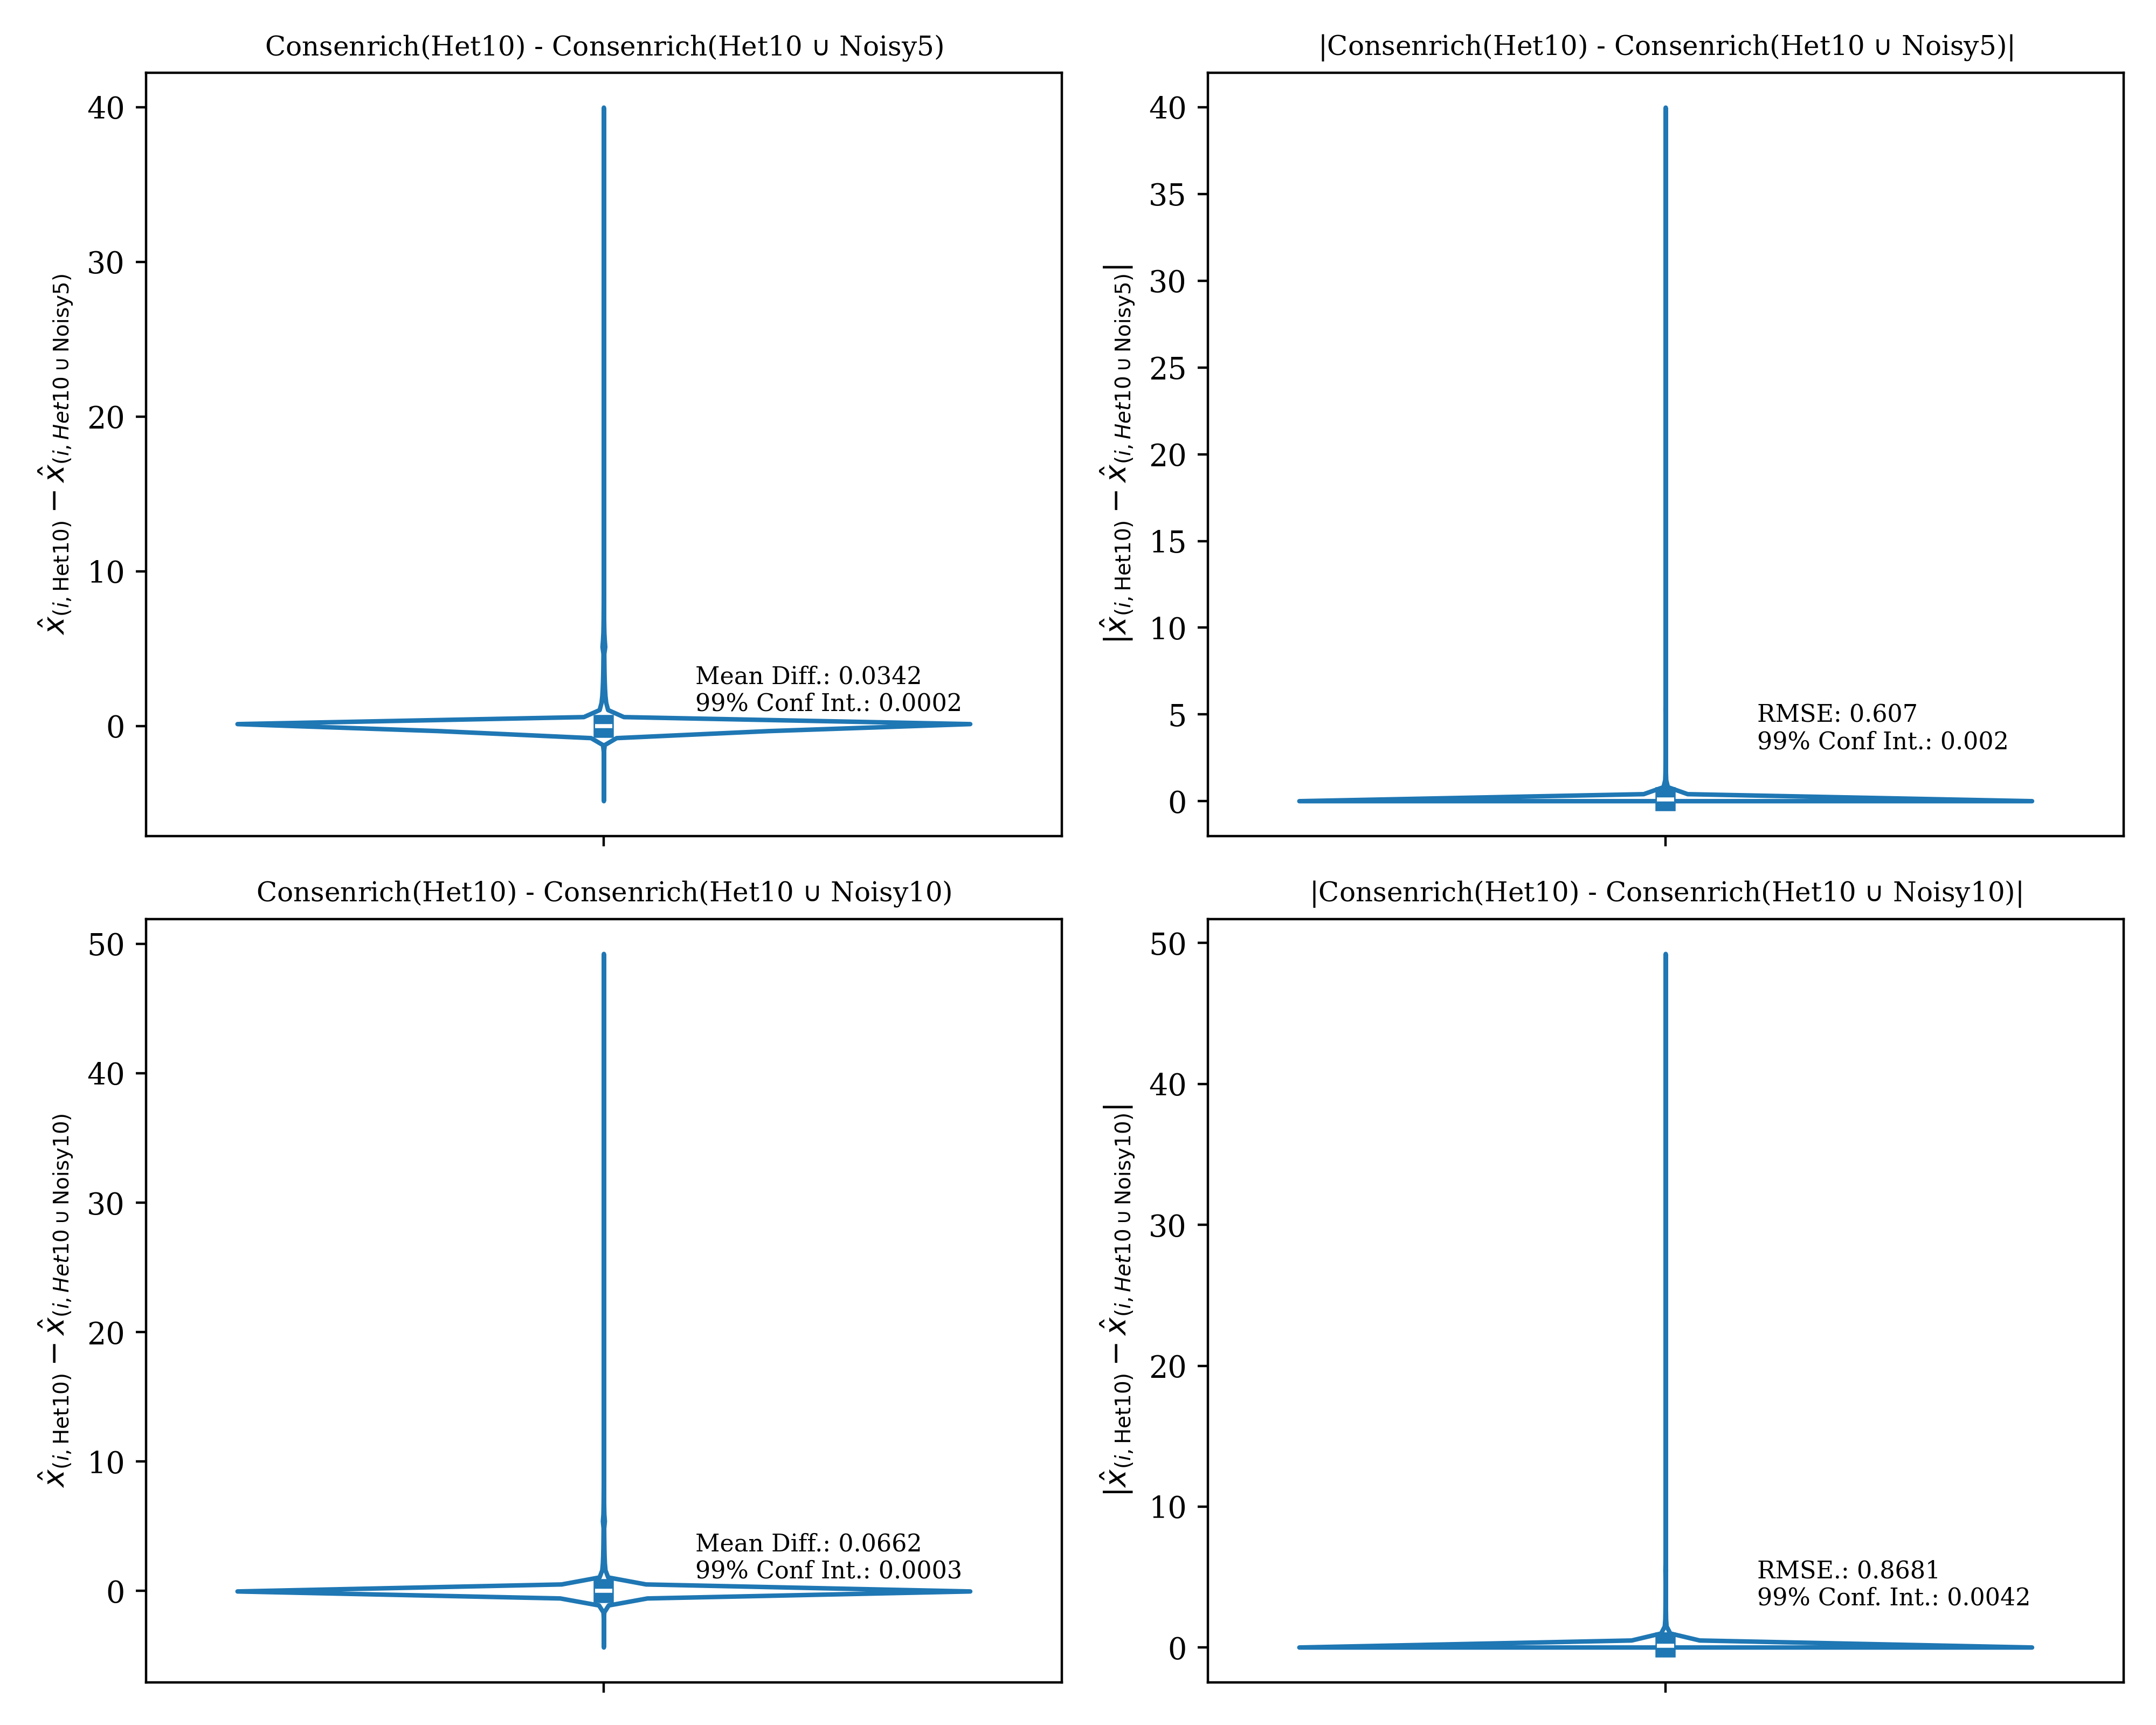 Consenrich(Het10) - Consenrich(Het10 ∪ Noisy5)
40
30
20
10
0
x̂(i, Het10) − x̂(i, Het10 ∪ Noisy5)
Mean Diff.: 0.0342
99% Conf Int.: 0.0002
|Consenrich(Het10) - Consenrich(Het10 ∪ Noisy5)|
40
35
30
25
20
15
10
5
0
|x̂(i, Het10) − x̂(i, Het10 ∪ Noisy5)|
RMSE: 0.607
99% Conf Int.: 0.002
Consenrich(Het10) - Consenrich(Het10 ∪ Noisy10)
50
40
30
20
10
0
x̂(i, Het10) − x̂(i, Het10 ∪ Noisy10)
Mean Diff.: 0.0662
99% Conf Int.: 0.0003
|Consenrich(Het10) - Consenrich(Het10 ∪ Noisy10)|
50
40
30
20
10
0
|x̂(i, Het10) − x̂(i, Het10 ∪ Noisy10)|
RMSE.: 0.8681
99% Conf. Int.: 0.0042